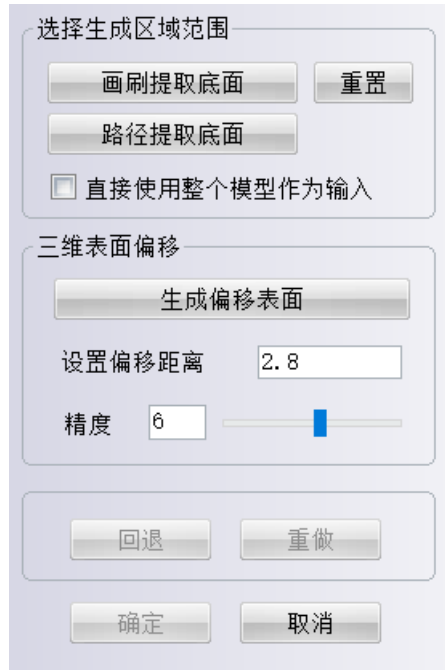 选择生成区域范围
画刷提取底面 重置
路径提取底面
直接使用整个模型作为输入
三维表面偏移
生成偏移表面
设置偏移距离 2.8
精度 6
回退 重做
确定 取消